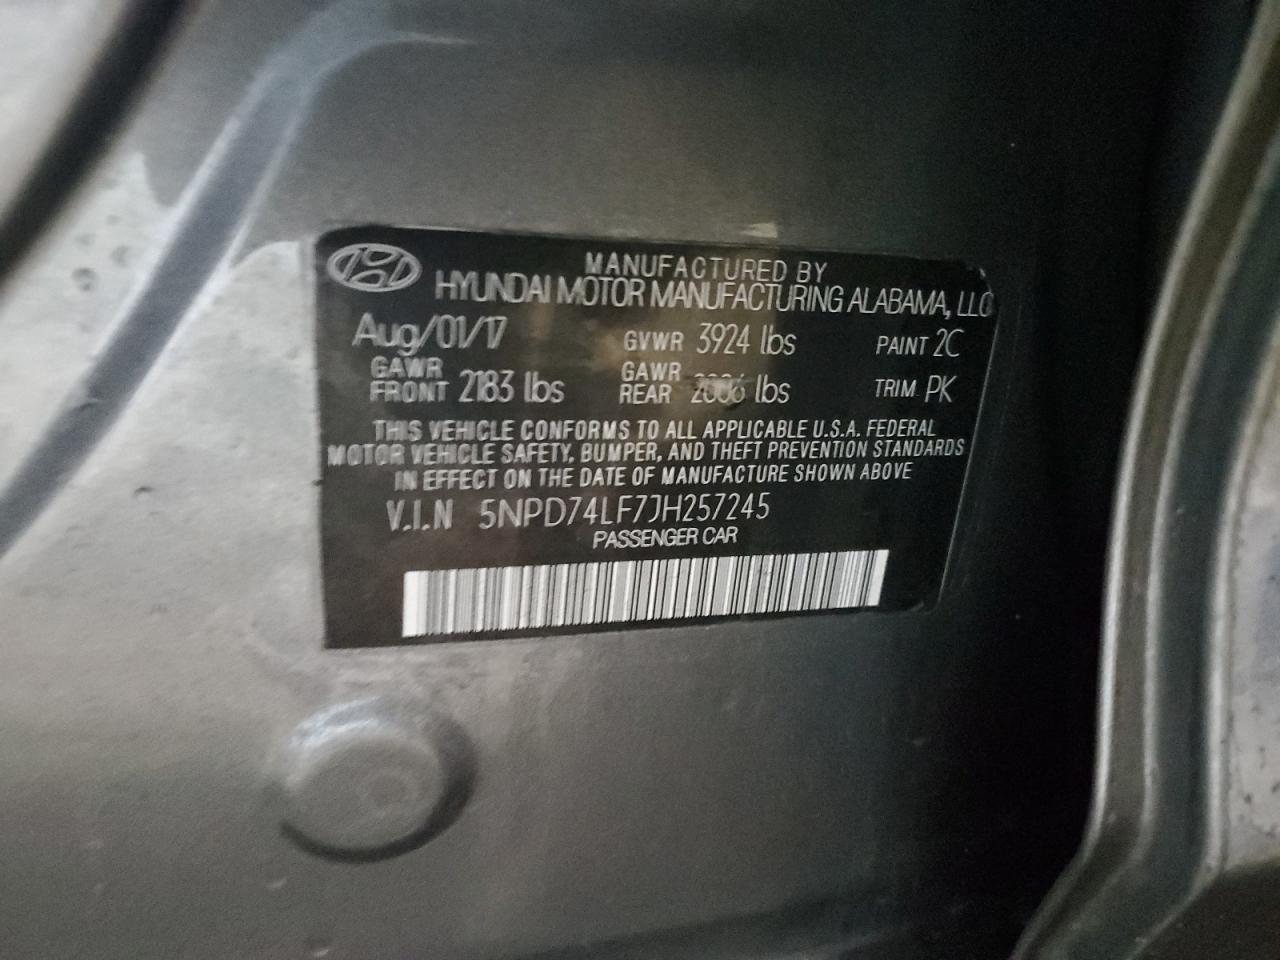 MANUFACTURED BY
HYUNDAI MOTOR MANUFACTURING ALABAMA, LLC
Aug/01/17 GVWR 3924 lbs PAINT 2C
GAWR FRONT 2183 lbs GAWR REAR lbs TRIM PK
THIS VEHICLE CONFORMS TO ALL APPLICABLE U.S.A. FEDERAL
MOTOR VEHICLE SAFETY, BUMPER, AND THEFT PREVENTION STANDARDS
IN EFFECT ON THE DATE OF MANUFACTURE SHOWN ABOVE
V.I.N 5NPD74LF7JH257245
PASSENGER CAR